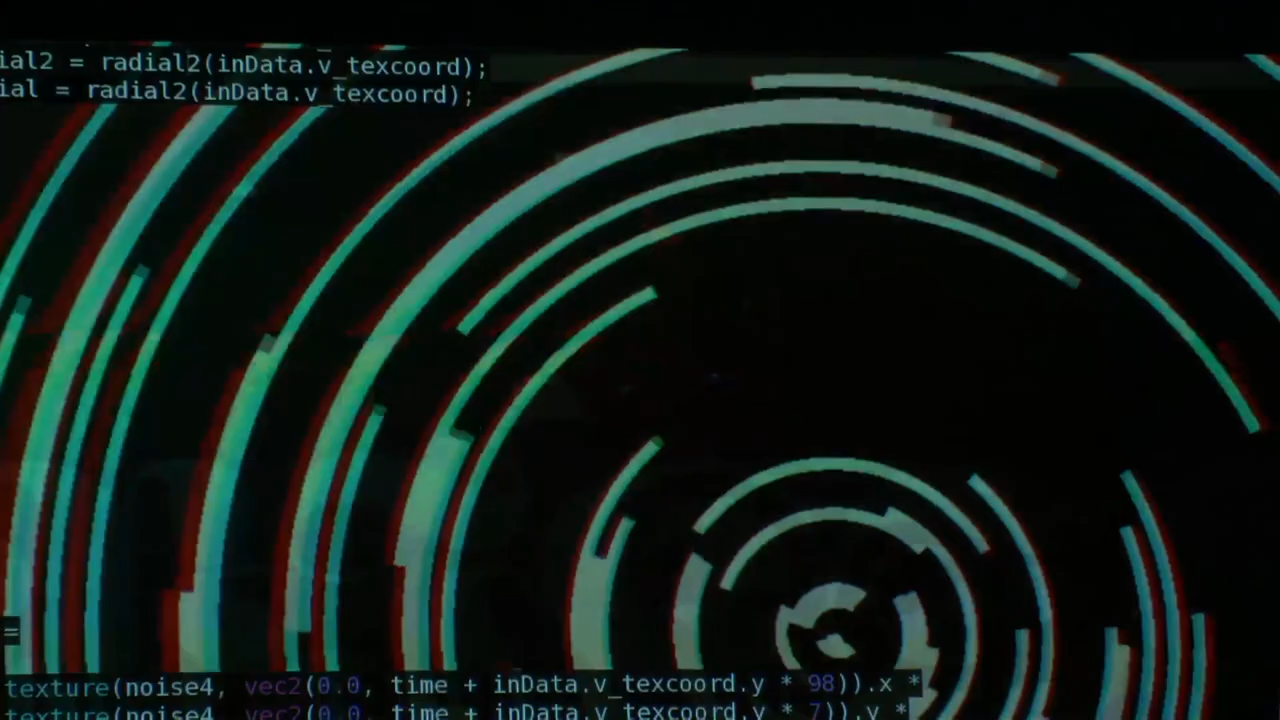 ial2 = radial2(inData.v_texcoord);
ial = radial2(inData.v_texcoord);
=
texture(noise4, vec2(0.0, time + inData.v_texcoord.y * 98)).x *
texture(noise4, vec2(0.0, time + inData.v_texcoord.y * 7)).y *